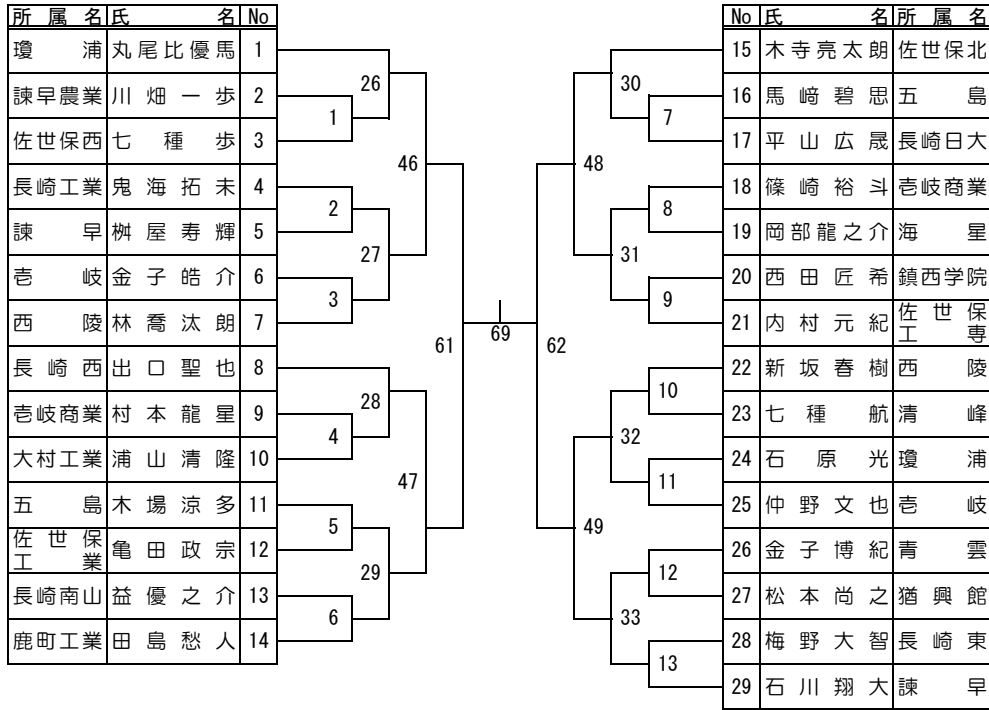 所属名 氏名 No
瓊浦 丸尾比優馬 1
諫早農業 川畑一歩 2
佐世保西 七種歩 3
長崎工業 鬼海拓未 4
諫早 桝屋寿輝 5
壱岐 金子皓介 6
西陵 林喬汰朗 7
長崎西 出口聖也 8
壱岐商業 村本龍星 9
大村工業 浦山清隆 10
五島 木場涼多 11
佐世保工業 亀田政宗 12
長崎南山 益優之介 13
鹿町工業 田島愁人 14
26
1
46
2
27
3
61
28
4
47
5
29
6
69
62
30
7
48
8
31
9
10
32
11
49
12
33
13
No 氏名 所属名
15 木寺亮太朗 佐世保北
16 馬﨑碧思 五島
17 平山広晟 長崎日大
18 篠崎裕斗 壱岐商業
19 岡部龍之介 海星
20 西田匠希 鎮西学院
21 内村元紀 佐世保工専
22 新坂春樹 西陵
23 七種航 清峰
24 石原光 瓊浦
25 仲野文也 壱岐
26 金子博紀 青雲
27 松本尚之 猶興館
28 梅野大智 長崎東
29 石川翔大 諫早